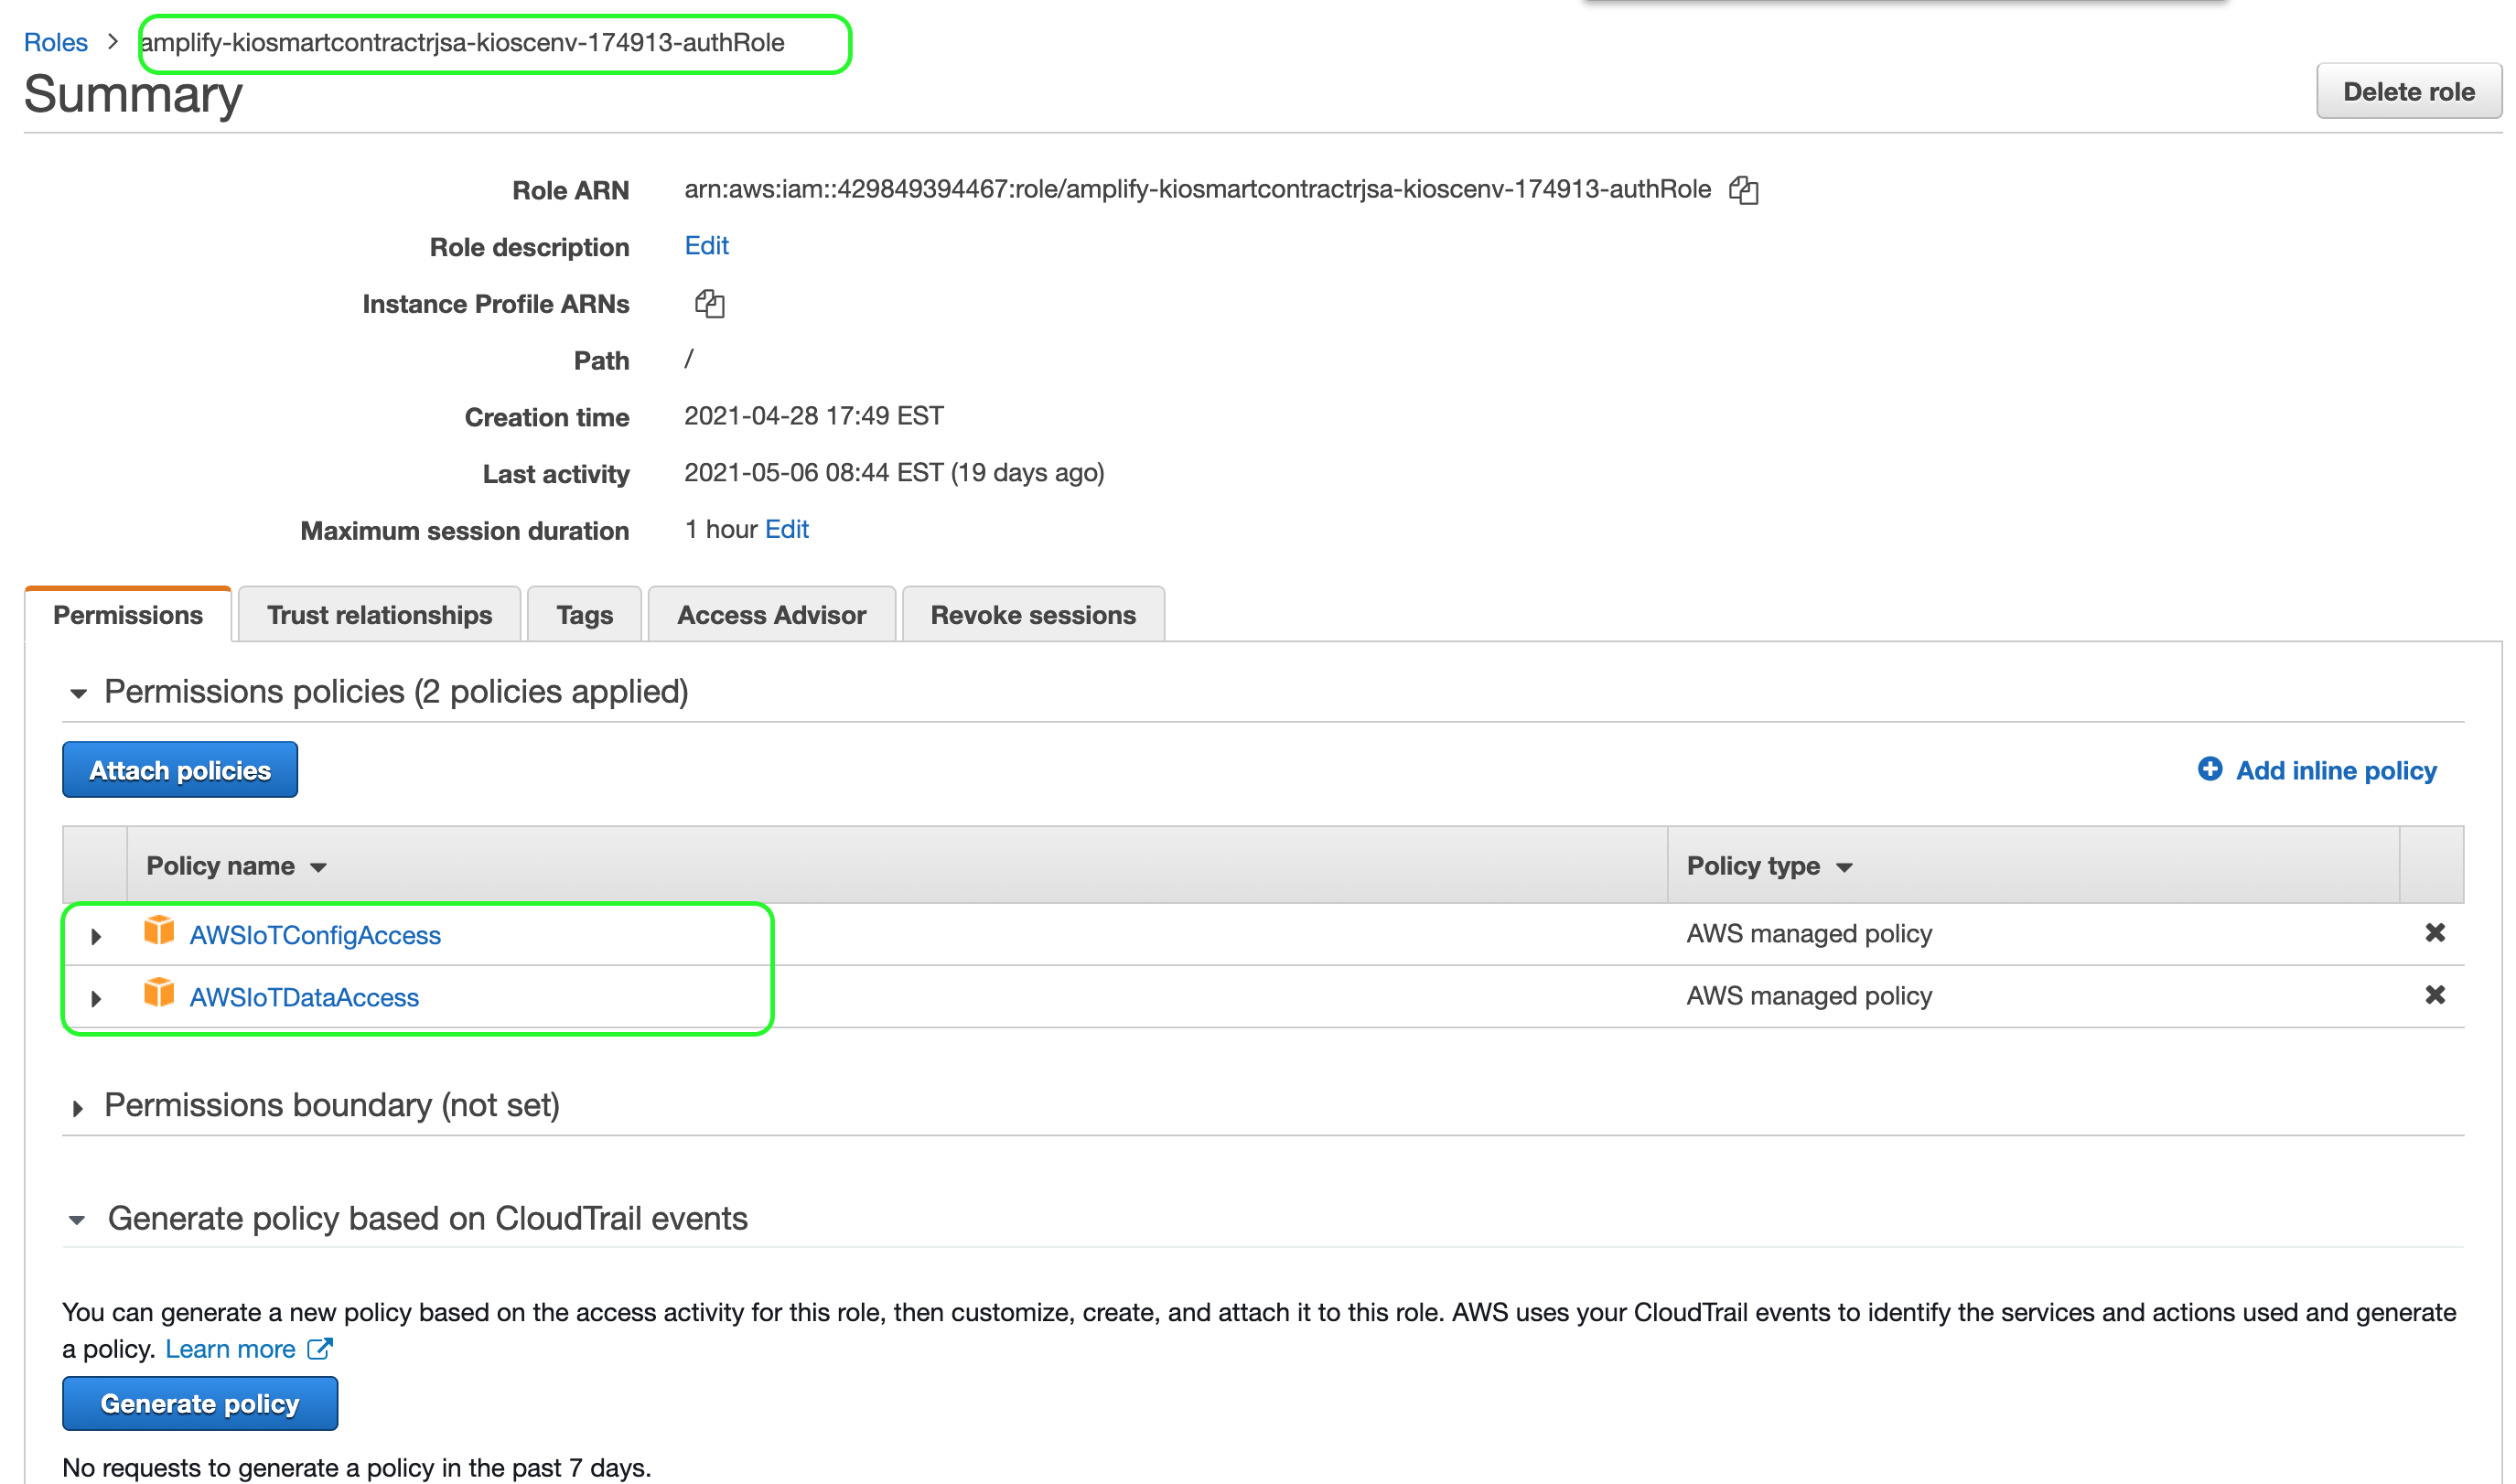 Roles > amplify-kiosmartcontractrjsa-kioscenv-174913-authRole
Summary
Delete role
Role ARN arn:aws:iam::429849394467:role/amplify-kiosmartcontractrjsa-kioscenv-174913-authRole
Role description Edit
Instance Profile ARNs
Path /
Creation time 2021-04-28 17:49 EST
Last activity 2021-05-06 08:44 EST (19 days ago)
Maximum session duration 1 hour Edit
Permissions Trust relationships Tags Access Advisor Revoke sessions
Permissions policies (2 policies applied)
Attach policies Add inline policy
Policy name Policy type
AWSIoTConfigAccess AWS managed policy
AWSIoTDataAccess AWS managed policy
Permissions boundary (not set)
Generate policy based on CloudTrail events
You can generate a new policy based on the access activity for this role, then customize, create, and attach it to this role. AWS uses your CloudTrail events to identify the services and actions used and generate
a policy. Learn more
Generate policy
No requests to generate a policy in the past 7 days.